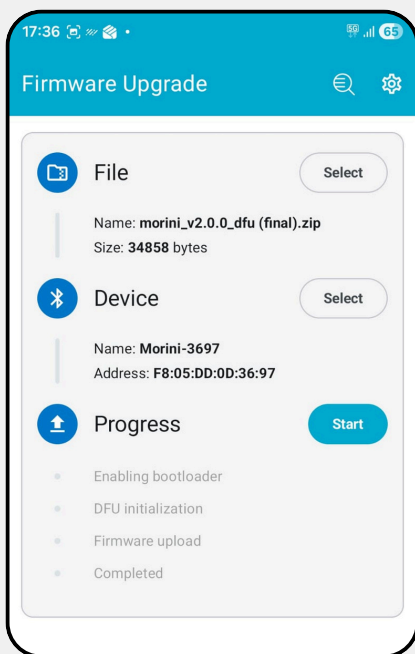 17:36
5G 65
Firmware Upgrade
File
Select
Name: morini_v2.0.0_dfu (final).zip
Size: 34858 bytes
Device
Select
Name: Morini-3697
Address: F8:05:DD:0D:36:97
Progress
Start
Enabling bootloader
DFU initialization
Firmware upload
Completed